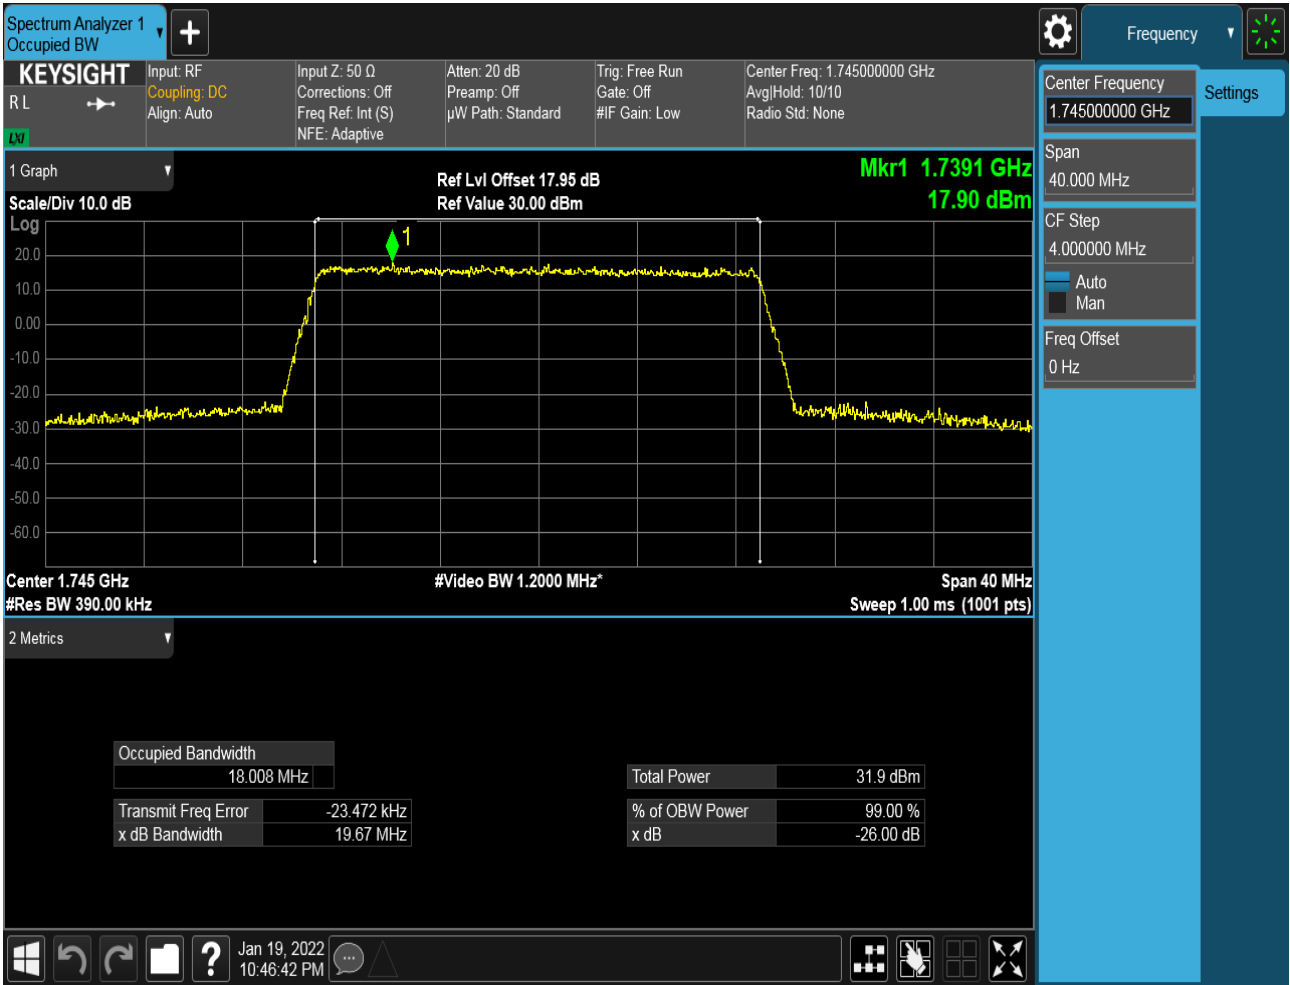 Spectrum Analyzer 1
Occupied BW
Frequency
KEYSIGHT
R L
LXI
Input: RF
Coupling: DC
Align: Auto
Input Z: 50 Ω
Corrections: Off
Freq Ref: Int (S)
NFE: Adaptive
Atten: 20 dB
Preamp: Off
µW Path: Standard
Trig: Free Run
Gate: Off
#IF Gain: Low
Center Freq: 1.745000000 GHz
Avg|Hold: 10/10
Radio Std: None
Center Frequency
1.745000000 GHz
Settings
Span
40.000 MHz
CF Step
4.000000 MHz
Auto
Man
Freq Offset
0 Hz
1 Graph
Scale/Div 10.0 dB
Log
Ref Lvl Offset 17.95 dB
Ref Value 30.00 dBm
Mkr1 1.7391 GHz
17.90 dBm
1
20.0
10.0
0.00
-10.0
-20.0
-30.0
-40.0
-50.0
-60.0
Center 1.745 GHz
#Video BW 1.2000 MHz*
Span 40 MHz
#Res BW 390.00 kHz
Sweep 1.00 ms (1001 pts)
2 Metrics
Occupied Bandwidth
18.008 MHz
Total Power 31.9 dBm
Transmit Freq Error -23.472 kHz
% of OBW Power 99.00 %
x dB Bandwidth 19.67 MHz
x dB -26.00 dB
?
Jan 19, 2022
10:46:42 PM